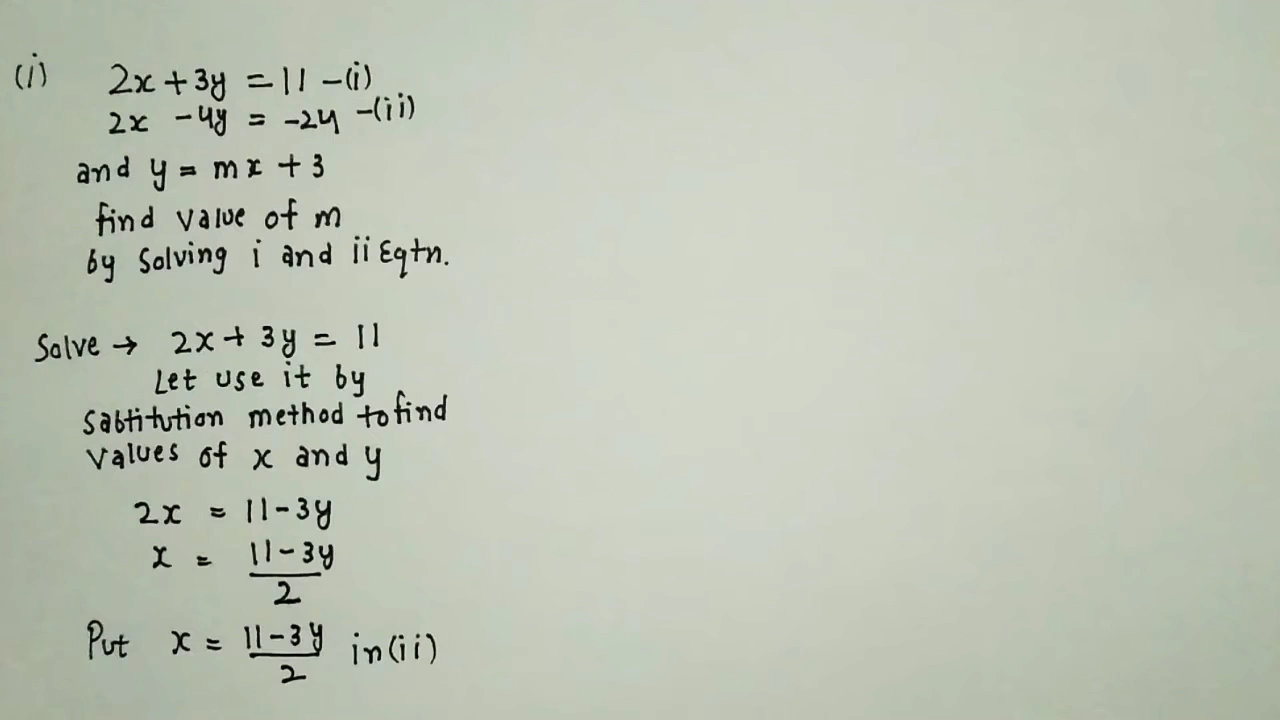 (i) 2x + 3y = 11 -(i)
2x - 4y = -24 -(ii)
and y = mx + 3
find value of m
by solving i and ii Eqtn.
Solve → 2x + 3y = 11
Let use it by
Sabtitution method to find
values of x and y
2x = 11 - 3y
x = 11 - 3y
2
Put x = 11 - 3y in (ii)
2